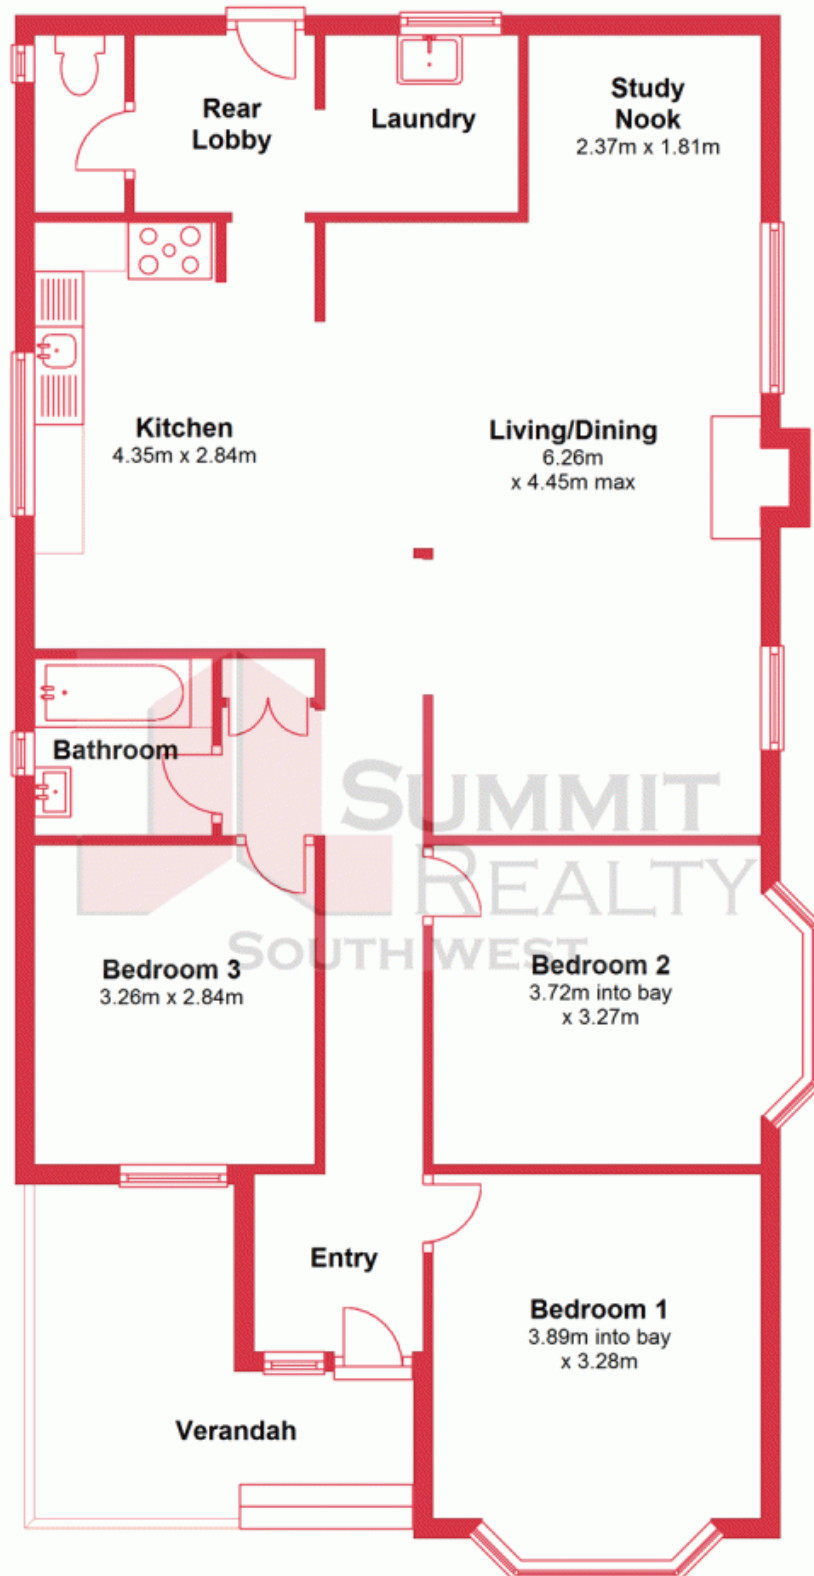 Rear
Lobby
Laundry
Study
Nook
2.37m x 1.81m
Kitchen
4.35m x 2.84m
Living/Dining
6.26m
x 4.45m max
Bathroom
SUMMIT
REALTY
SOUTH WEST
Bedroom 3
3.26m x 2.84m
Bedroom 2
3.72m into bay
x 3.27m
Entry
Bedroom 1
3.89m into bay
x 3.28m
Verandah